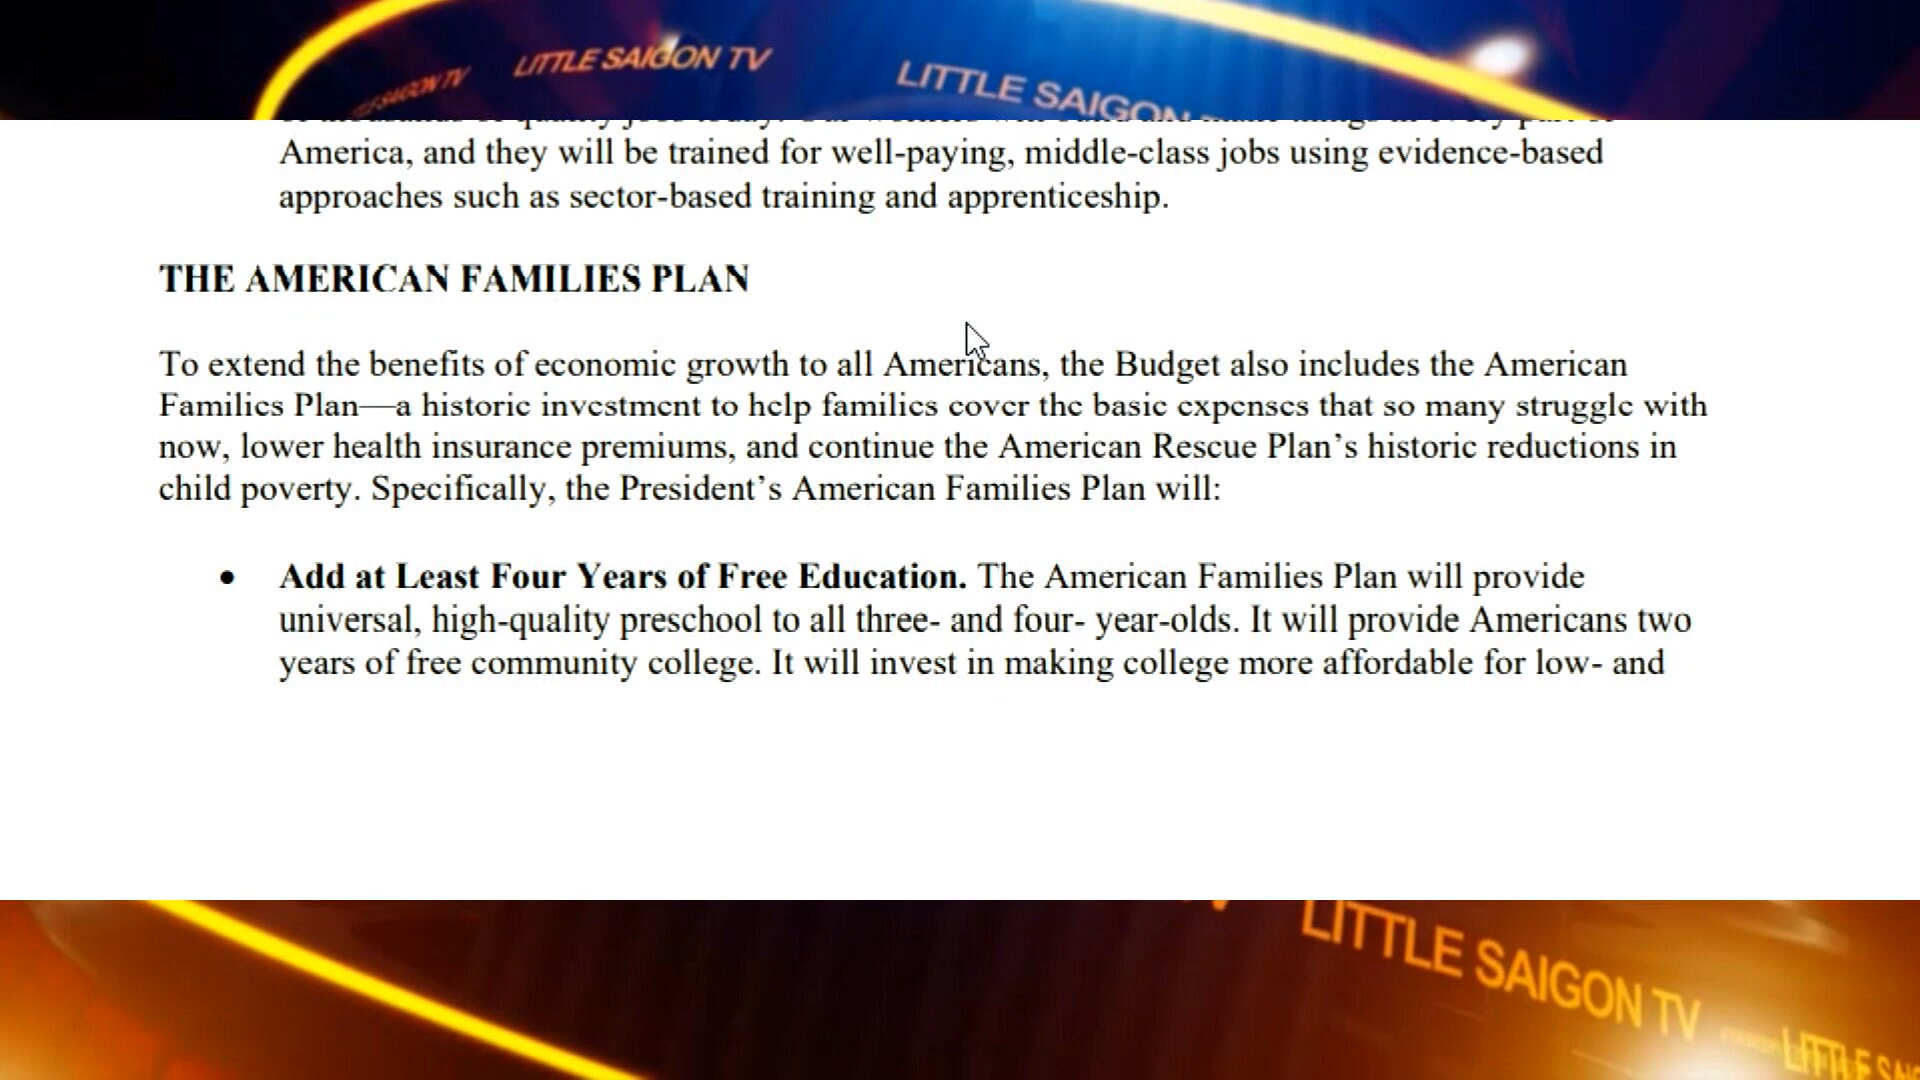 LITTLE SAIGON TV
LITTLE SAIGON
America, and they will be trained for well-paying, middle-class jobs using evidence-based
approaches such as sector-based training and apprenticeship.
THE AMERICAN FAMILIES PLAN
To extend the benefits of economic growth to all Americans, the Budget also includes the American
Families Plan—a historic investment to help families cover the basic expenses that so many struggle with
now, lower health insurance premiums, and continue the American Rescue Plan’s historic reductions in
child poverty. Specifically, the President’s American Families Plan will:
• Add at Least Four Years of Free Education. The American Families Plan will provide
universal, high-quality preschool to all three- and four- year-olds. It will provide Americans two
years of free community college. It will invest in making college more affordable for low- and
LITTLE SAIGON TV
LITTLE